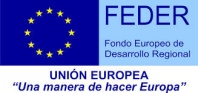 FEDER
Fondo Europeo de
Desarrollo Regional
UNIÓN EUROPEA
“Una manera de hacer Europa”